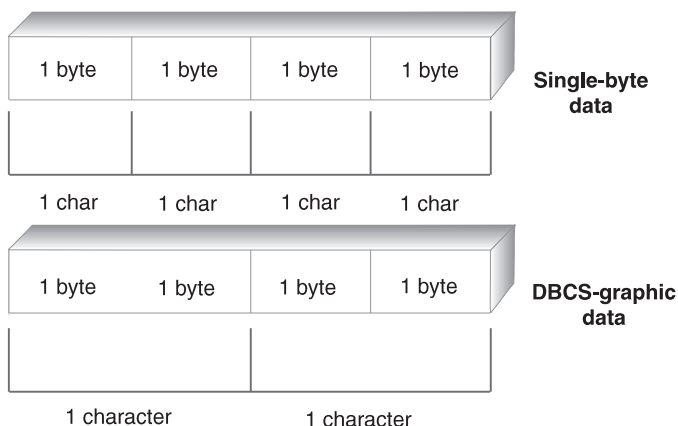 1 byte 1 byte 1 byte 1 byte
Single-byte
data
1 char 1 char 1 char 1 char
1 byte 1 byte 1 byte 1 byte
DBCS-graphic
data
1 character 1 character